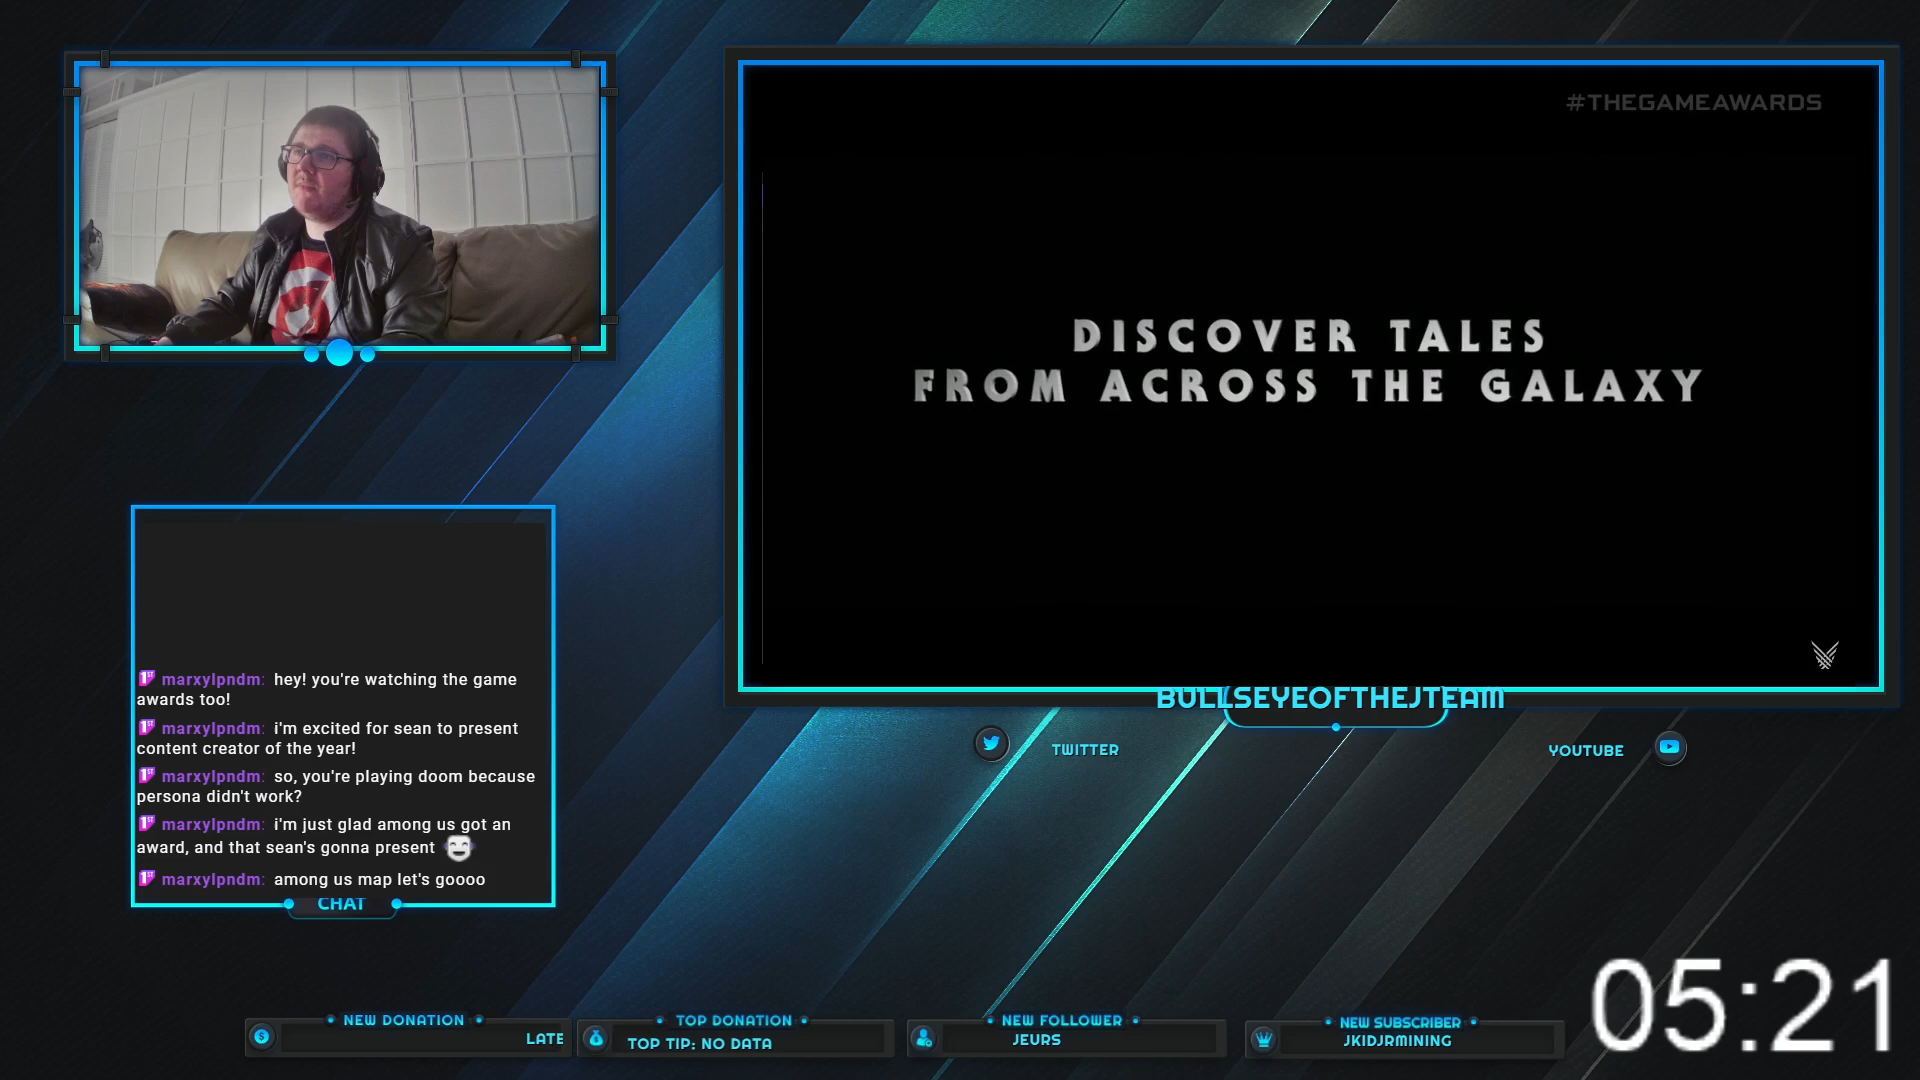 #THEGAMEAWARDS
DISCOVER TALES
FROM ACROSS THE GALAXY
BULLSEYEOFTHEJTEAM
TWITTER
YOUTUBE
marxylpndm: hey! you're watching the game
awards too!
marxylpndm: i'm excited for sean to present
content creator of the year!
marxylpndm: so, you're playing doom because
persona didn't work?
marxylpndm: i'm just glad among us got an
award, and that sean's gonna present
marxylpndm: among us map let's goooo
CHAT
05:21
NEW DONATION
LATE
TOP DONATION
TOP TIP: NO DATA
NEW FOLLOWER
JEURS
NEW SUBSCRIBER
JKIDJRMINING